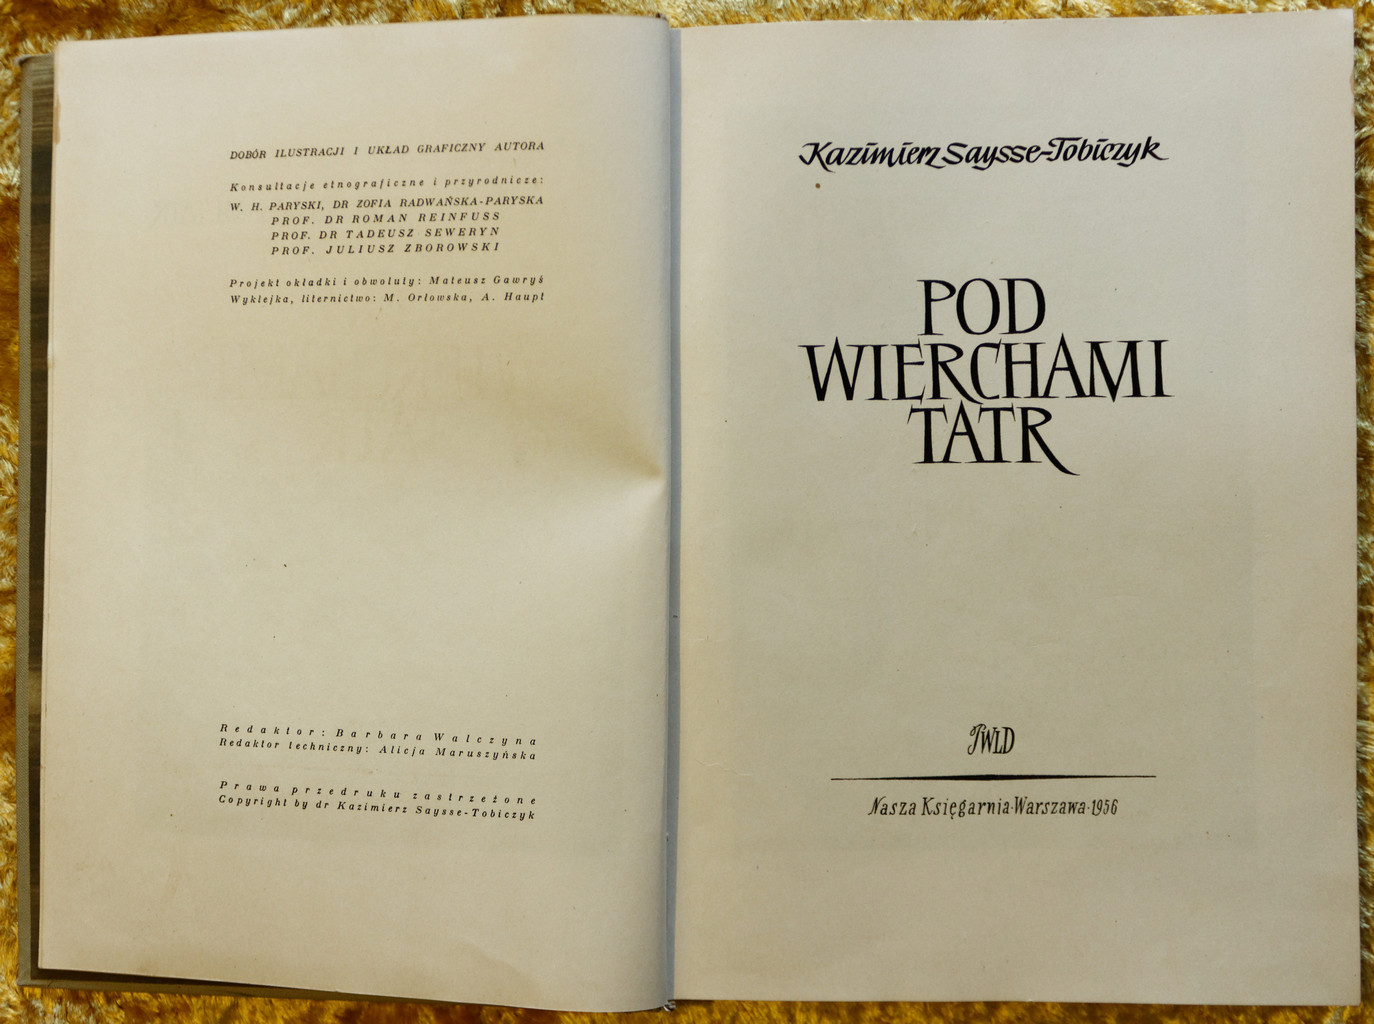 DOBÓR ILUSTRACJI I UKŁAD GRAFICZNY AUTORA
Konsultacje etnograficzne i przyrodnicze:
W. H. PARYSKI, DR ZOFIA RADWAŃSKA-PARYSKA
PROF. DR ROMAN REINFUSS
PROF. DR TADEUSZ SEWERYN
PROF. JULIUSZ ZBOROWSKI
Projekt okładki i obwoluty: Mateusz Gawryś
Wyklejka, liternictwo: M. Orłowska, A. Haupt
Redaktor: Barbara Walczyna
Redaktor techniczny: Alicja Maruszyńska
Prawa przedruku zastrzeżone
Copyright by dr Kazimierz Saysse-Tobiczyk
Kazimierz Saysse-Tobiczyk
POD
WIERCHAMI
TATR
TWLD
Nasza Księgarnia·Warszawa·1956